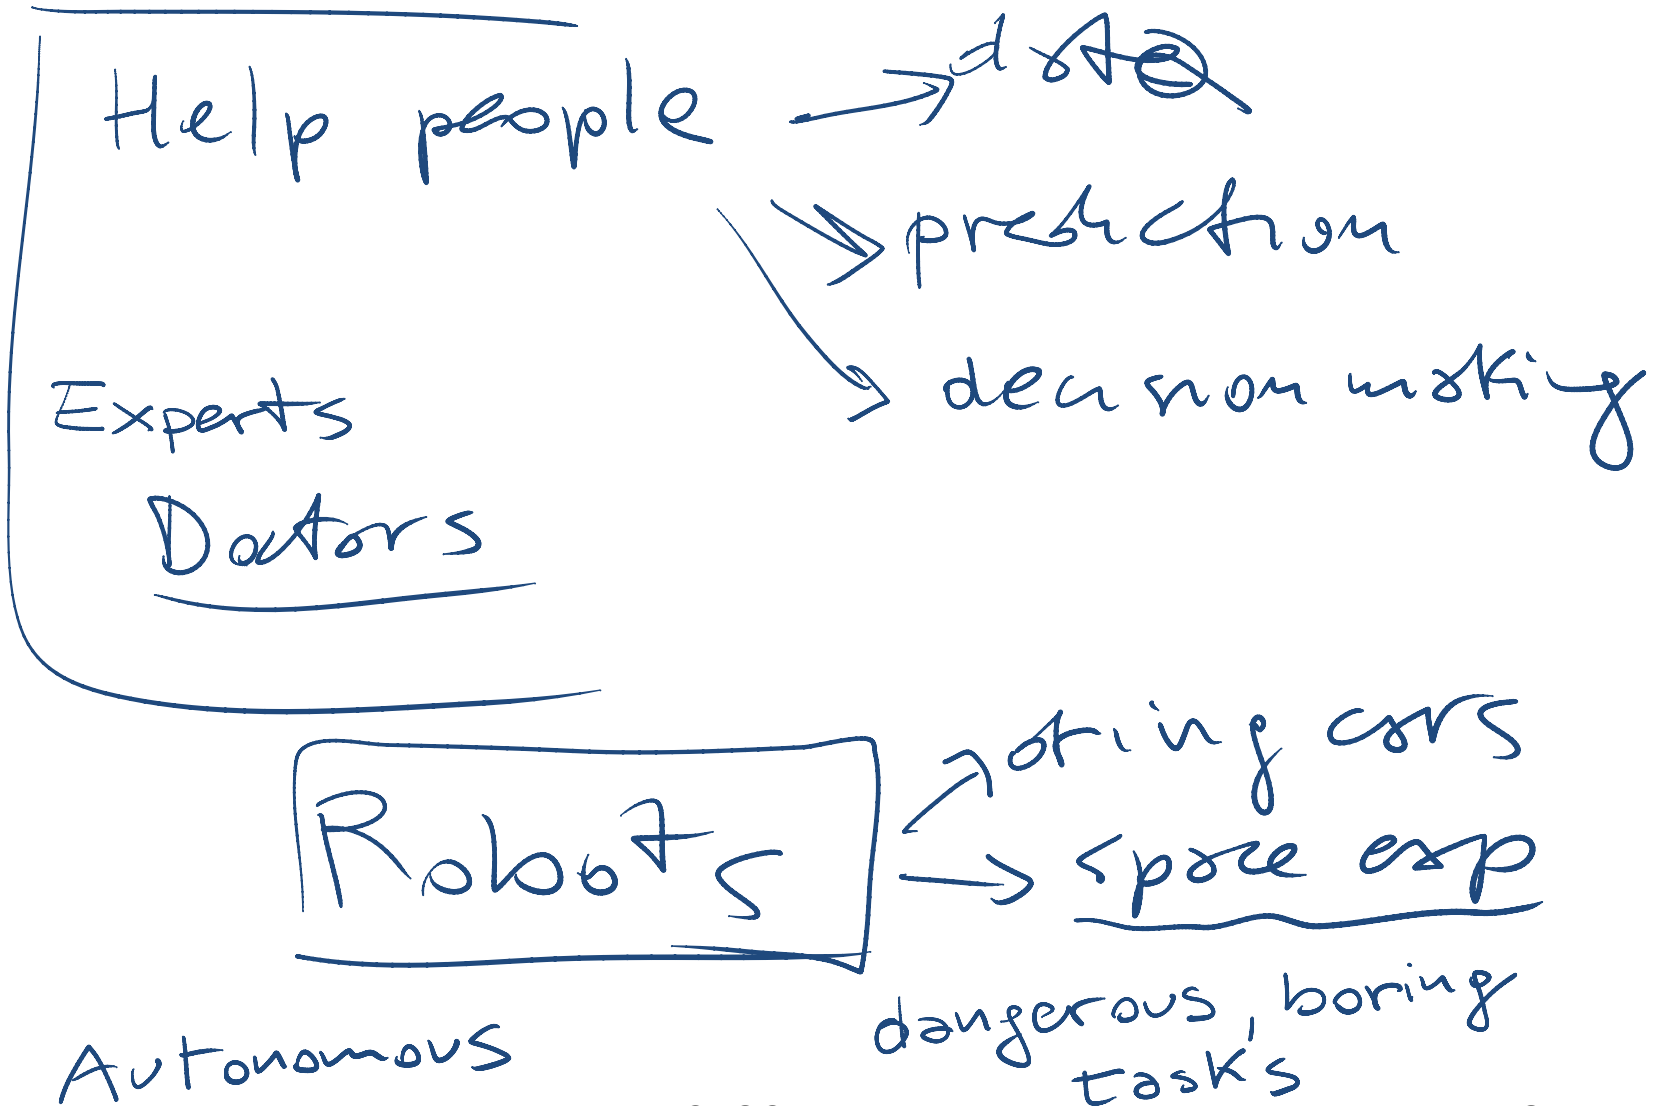 Help people → data
→ prediction
→ decision making
Experts
Doctors
Robots → driving cars
→ space exp
dangerous, boring
tasks
Autonomous